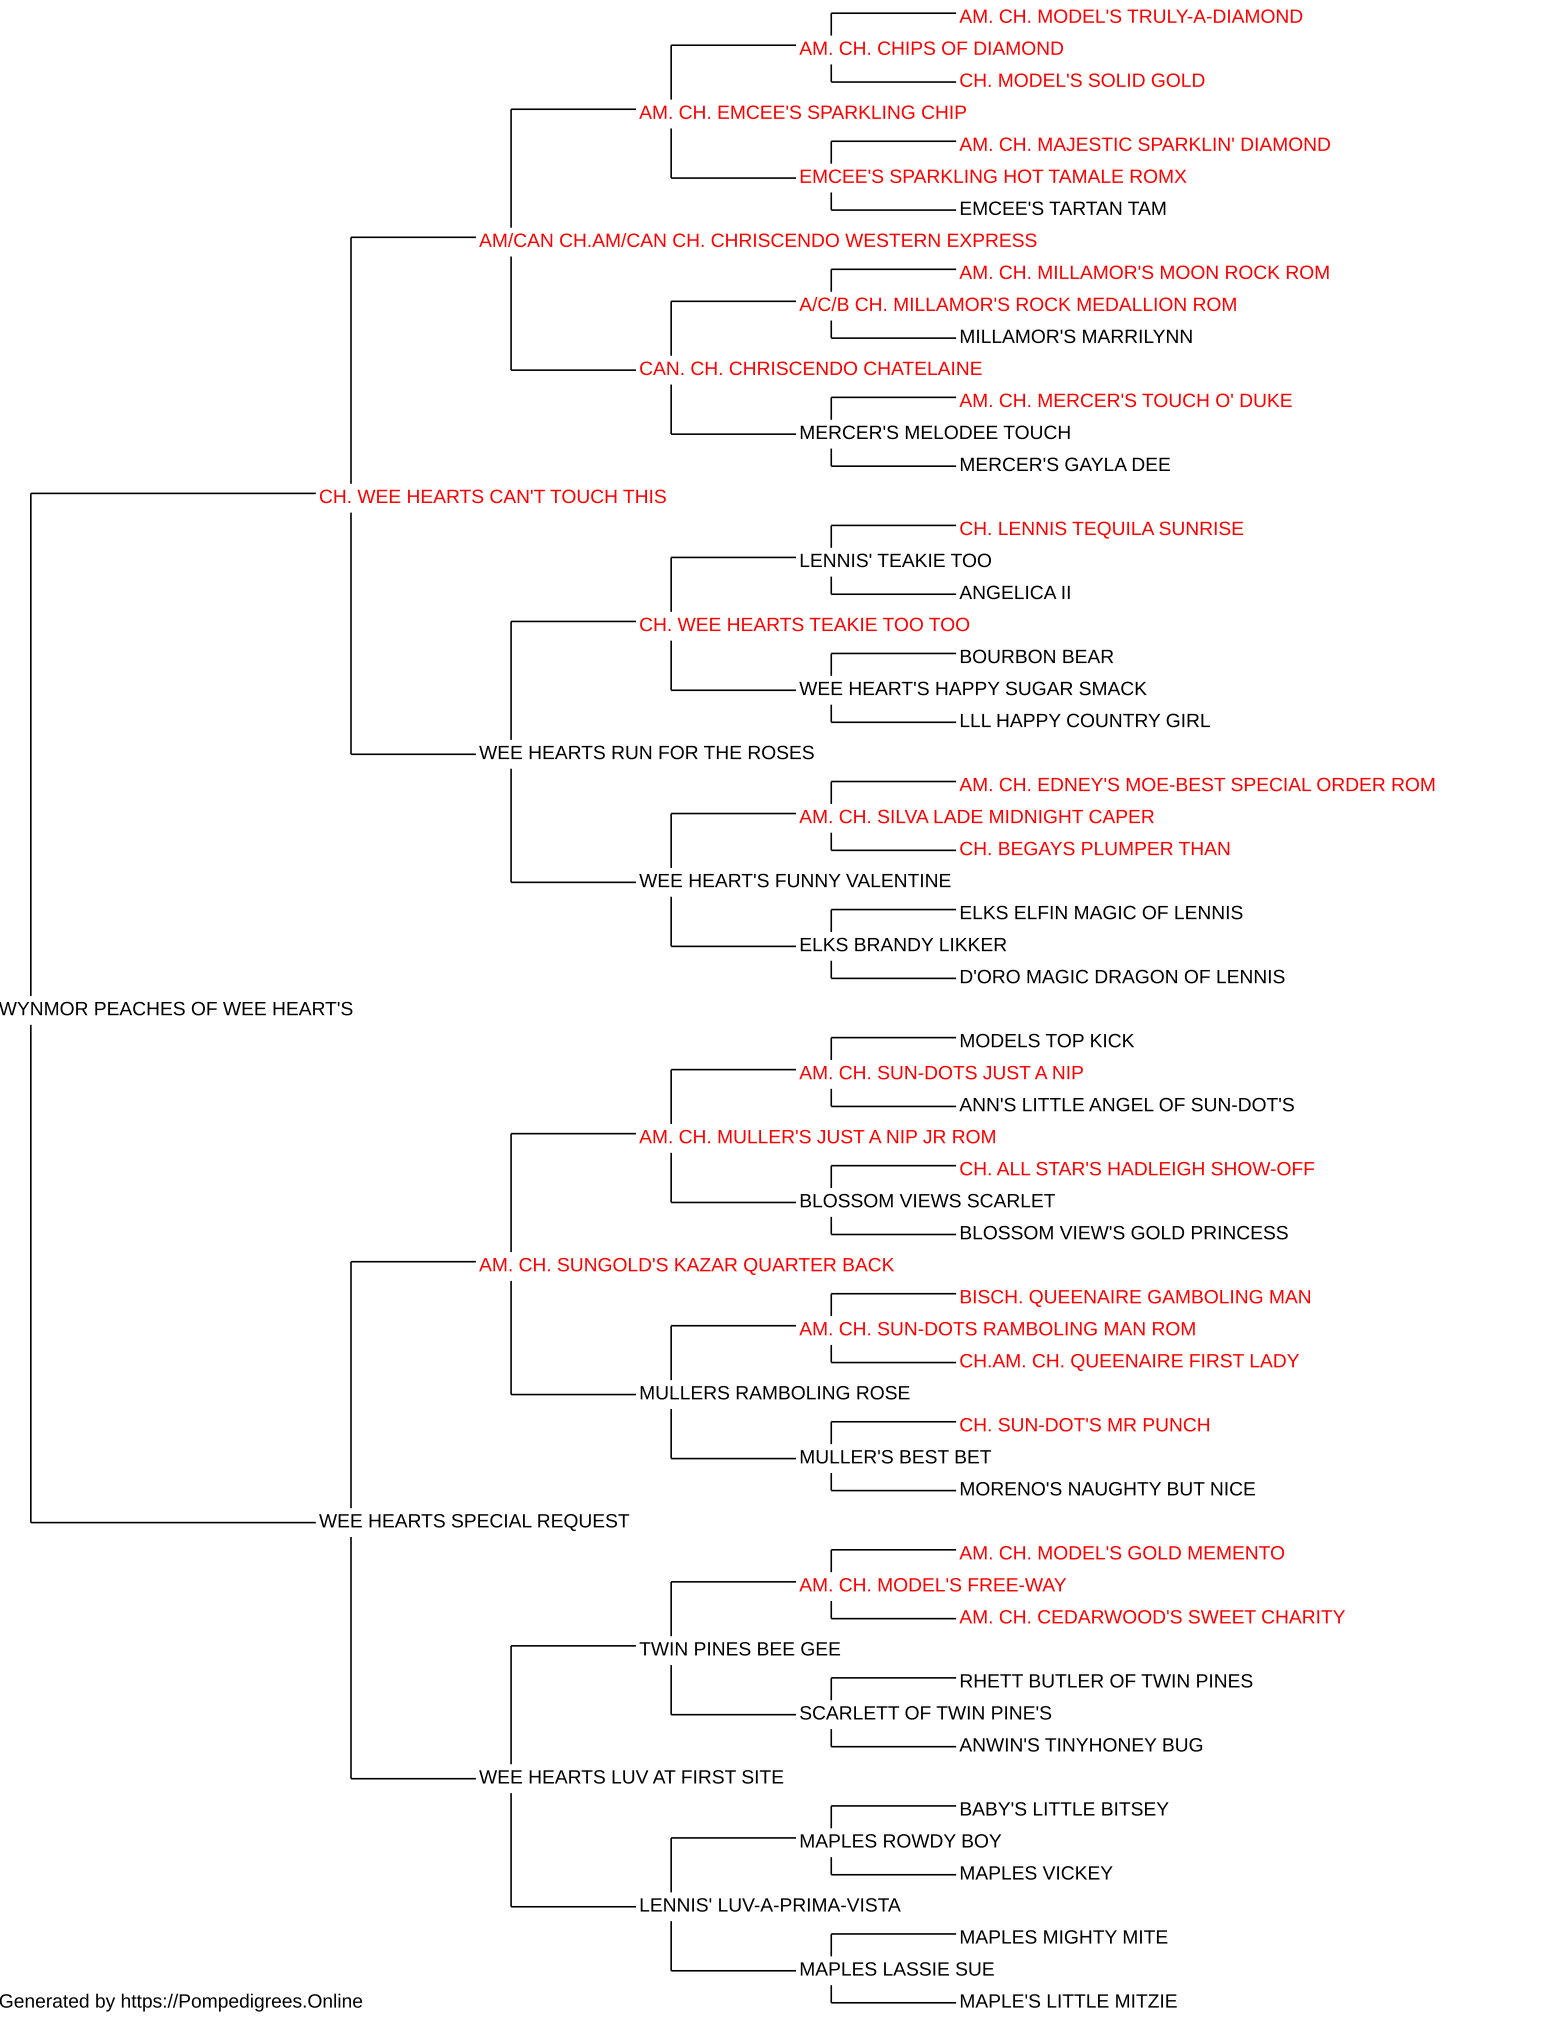 AM. CH. MODEL'S TRULY-A-DIAMOND
AM. CH. CHIPS OF DIAMOND
CH. MODEL'S SOLID GOLD
AM. CH. EMCEE'S SPARKLING CHIP
AM. CH. MAJESTIC SPARKLIN' DIAMOND
EMCEE'S SPARKLING HOT TAMALE ROMX
EMCEE'S TARTAN TAM
AM/CAN CH.AM/CAN CH. CHRISCENDO WESTERN EXPRESS
AM. CH. MILLAMOR'S MOON ROCK ROM
A/C/B CH. MILLAMOR'S ROCK MEDALLION ROM
MILLAMOR'S MARRILYNN
CAN. CH. CHRISCENDO CHATELAINE
AM. CH. MERCER'S TOUCH O' DUKE
MERCER'S MELODEE TOUCH
MERCER'S GAYLA DEE
CH. WEE HEARTS CAN'T TOUCH THIS
CH. LENNIS TEQUILA SUNRISE
LENNIS' TEAKIE TOO
ANGELICA II
CH. WEE HEARTS TEAKIE TOO TOO
BOURBON BEAR
WEE HEART'S HAPPY SUGAR SMACK
LLL HAPPY COUNTRY GIRL
WEE HEARTS RUN FOR THE ROSES
AM. CH. EDNEY'S MOE-BEST SPECIAL ORDER ROM
AM. CH. SILVA LADE MIDNIGHT CAPER
CH. BEGAYS PLUMPER THAN
WEE HEART'S FUNNY VALENTINE
ELKS ELFIN MAGIC OF LENNIS
ELKS BRANDY LIKKER
D'ORO MAGIC DRAGON OF LENNIS
WYNMOR PEACHES OF WEE HEART'S
MODELS TOP KICK
AM. CH. SUN-DOTS JUST A NIP
ANN'S LITTLE ANGEL OF SUN-DOT'S
AM. CH. MULLER'S JUST A NIP JR ROM
CH. ALL STAR'S HADLEIGH SHOW-OFF
BLOSSOM VIEWS SCARLET
BLOSSOM VIEW'S GOLD PRINCESS
AM. CH. SUNGOLD'S KAZAR QUARTER BACK
BISCH. QUEENAIRE GAMBOLING MAN
AM. CH. SUN-DOTS RAMBOLING MAN ROM
CH.AM. CH. QUEENAIRE FIRST LADY
MULLERS RAMBOLING ROSE
CH. SUN-DOT'S MR PUNCH
MULLER'S BEST BET
MORENO'S NAUGHTY BUT NICE
WEE HEARTS SPECIAL REQUEST
AM. CH. MODEL'S GOLD MEMENTO
AM. CH. MODEL'S FREE-WAY
AM. CH. CEDARWOOD'S SWEET CHARITY
TWIN PINES BEE GEE
RHETT BUTLER OF TWIN PINES
SCARLETT OF TWIN PINE'S
ANWIN'S TINYHONEY BUG
WEE HEARTS LUV AT FIRST SITE
BABY'S LITTLE BITSEY
MAPLES ROWDY BOY
MAPLES VICKEY
LENNIS' LUV-A-PRIMA-VISTA
MAPLES MIGHTY MITE
MAPLES LASSIE SUE
MAPLE'S LITTLE MITZIE
Generated by https://Pompedigrees.Online